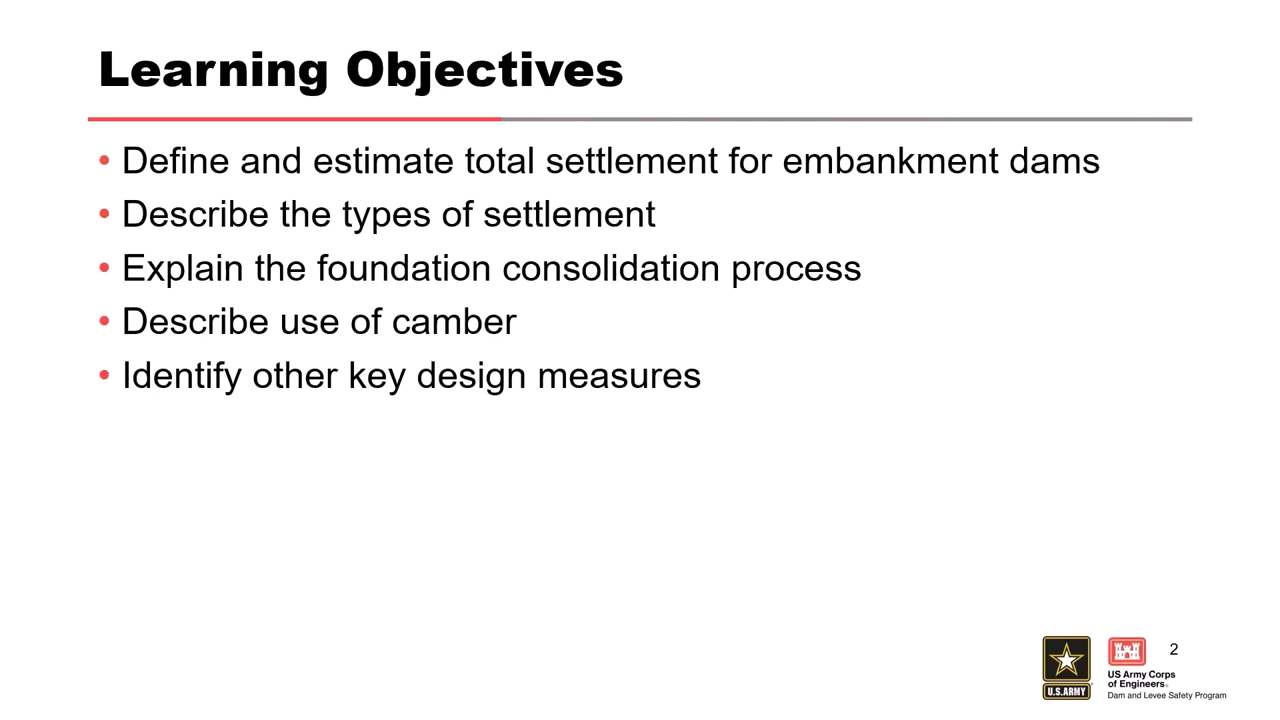 Learning Objectives
• Define and estimate total settlement for embankment dams
• Describe the types of settlement
• Explain the foundation consolidation process
• Describe use of camber
• Identify other key design measures
2
U.S.ARMY
US Army Corps
of Engineers®
Dam and Levee Safety Program